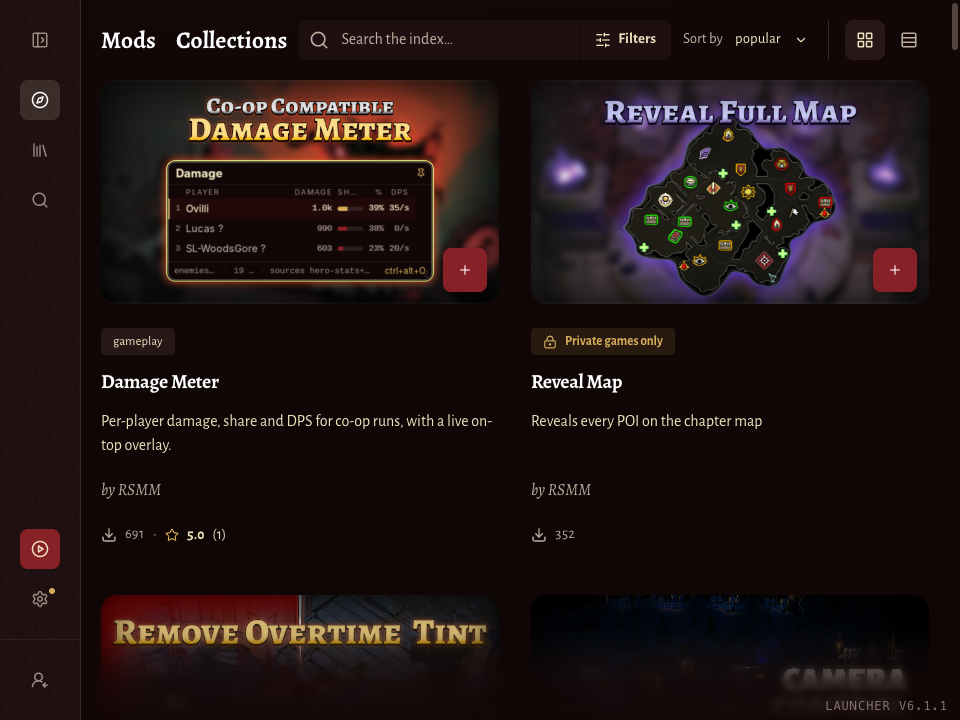 Mods Collections Search the index... Filters Sort by popular
CO-OP COMPATIBLE
DAMAGE METER
Damage
PLAYER DAMAGE SH... % DPS
1 Ovilli 1.0k 39% 35/s
2 Lucas ? 990 38% 0/s
3 SL-WoodsGore ? 603 23% 20/s
enemies... · 19 ... · sources hero-stats+... ctrl+alt+O
REVEAL FULL MAP
gameplay
Damage Meter
Per-player damage, share and DPS for co-op runs, with a live on-
top overlay.
by RSMM
691 · 5.0 (1)
Private games only
Reveal Map
Reveals every POI on the chapter map
by RSMM
352
REMOVE OVERTIME TINT
CAMERA
LAUNCHER V6.1.1